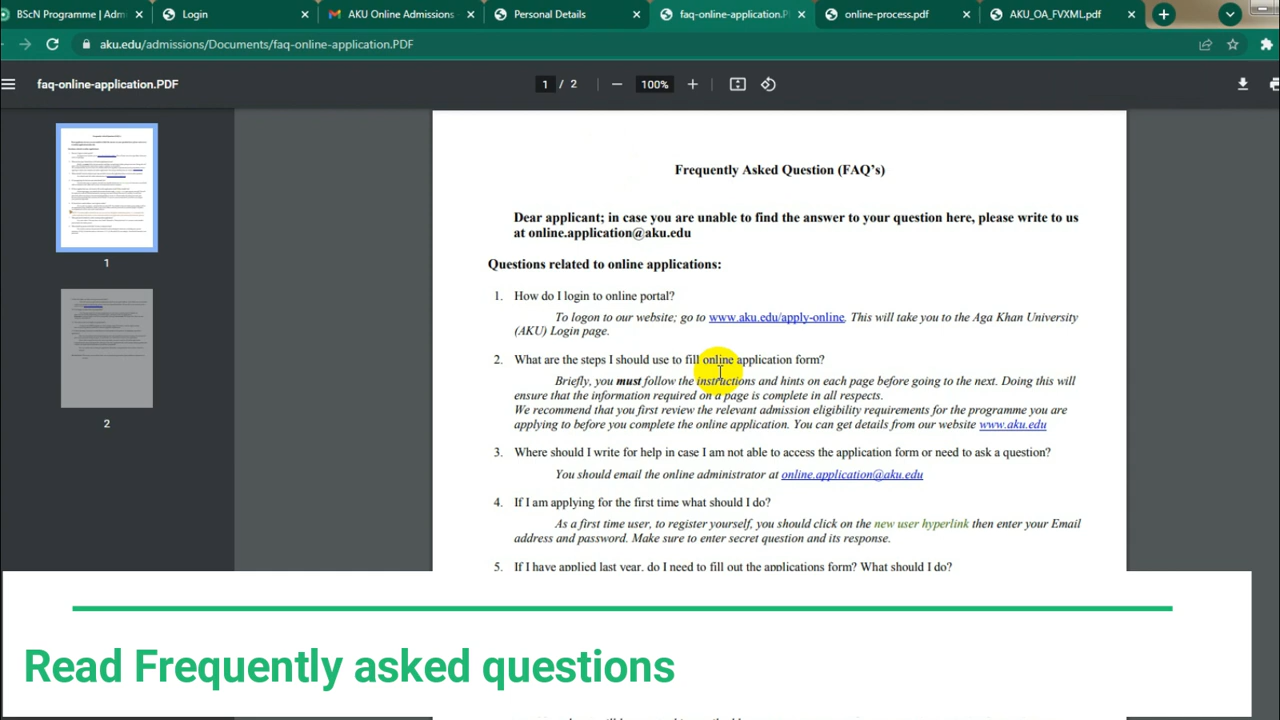 BScN Programme | Adm
Login
AKU Online Admissions -
Personal Details
faq-online-application.P
online-process.pdf
AKU_OA_FVXML.pdf
aku.edu/admissions/Documents/faq-online-application.PDF
faq-online-application.PDF
1 / 2
100%
1
2
Frequently Asked Question (FAQ's)
Dear applicant; in case you are unable to find the answer to your question here, please write to us
at online.application@aku.edu
Questions related to online applications:
1. How do I login to online portal?
To logon to our website; go to www.aku.edu/apply-online. This will take you to the Aga Khan University
(AKU) Login page.
2. What are the steps I should use to fill online application form?
Briefly, you must follow the instructions and hints on each page before going to the next. Doing this will
ensure that the information required on a page is complete in all respects.
We recommend that you first review the relevant admission eligibility requirements for the programme you are
applying to before you complete the online application. You can get details from our website www.aku.edu
3. Where should I write for help in case I am not able to access the application form or need to ask a question?
You should email the online administrator at online.application@aku.edu
4. If I am applying for the first time what should I do?
As a first time user, to register yourself, you should click on the new user hyperlink then enter your Email
address and password. Make sure to enter secret question and its response.
5. If I have applied last year, do I need to fill out the applications form? What should I do?
Read Frequently asked questions